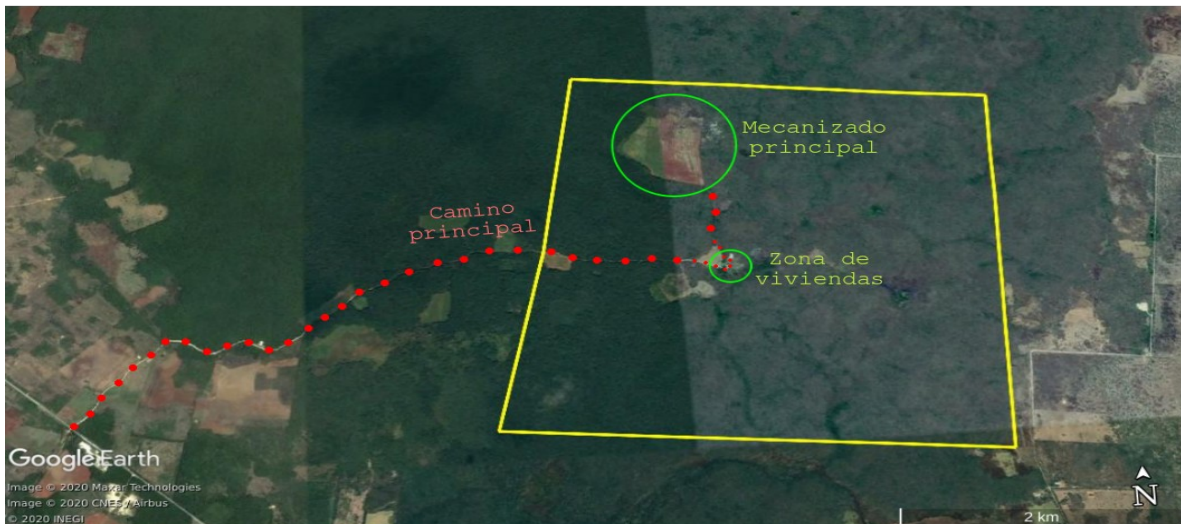 Mecanizado
principal
Camino
principal
Zona de
viviendas
Google Earth
Image © 2020 Maxar Technologies
Image © 2020 CNES / Airbus
© 2020 INEGI
N
2 km